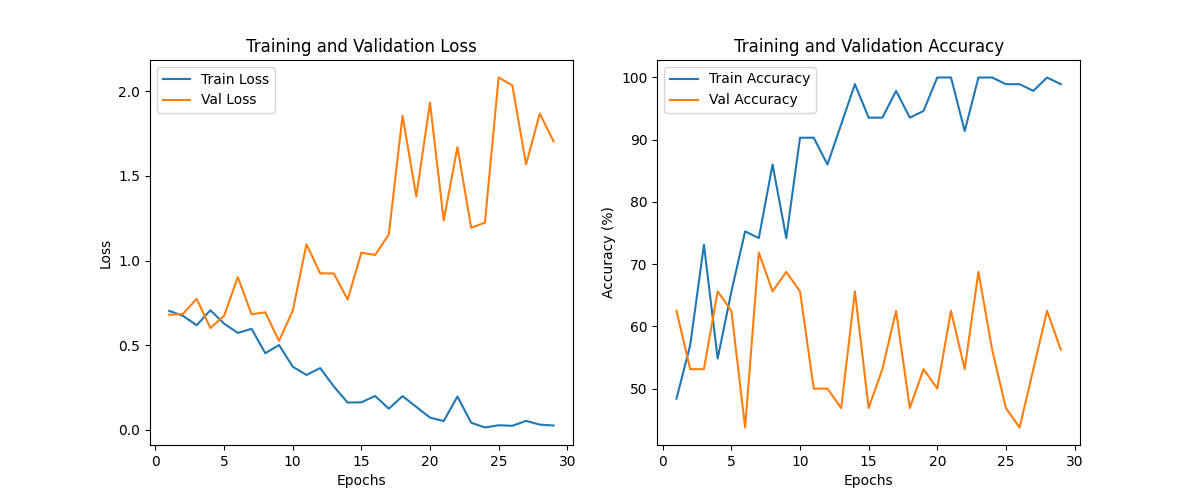 Training and Validation Loss
Train Loss
Val Loss
2.0
1.5
1.0
0.5
0.0
Loss
0 5 10 15 20 25 30
Epochs
Training and Validation Accuracy
Train Accuracy
Val Accuracy
100
90
80
70
60
50
Accuracy (%)
0 5 10 15 20 25 30
Epochs